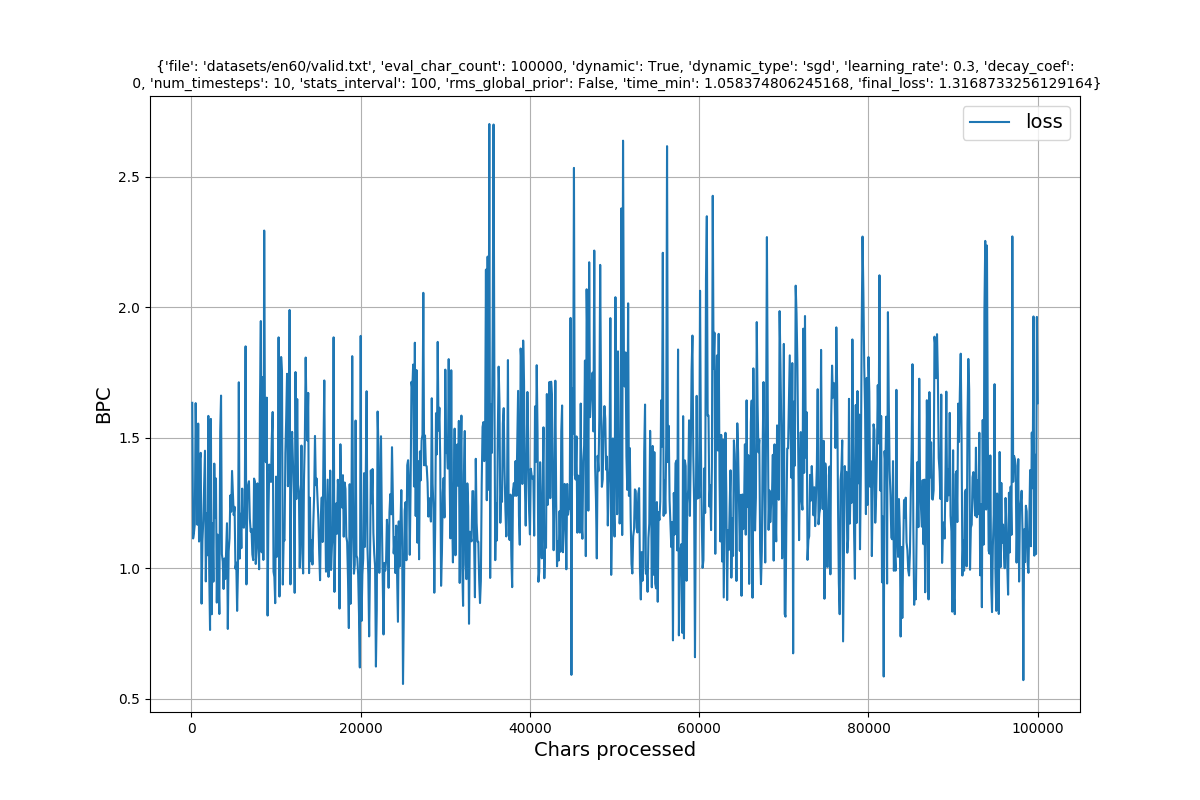 {'file': 'datasets/en60/valid.txt', 'eval_char_count': 100000, 'dynamic': True, 'dynamic_type': 'sgd', 'learning_rate': 0.3, 'decay_coef':
0, 'num_timesteps': 10, 'stats_interval': 100, 'rms_global_prior': False, 'time_min': 1.058374806245168, 'final_loss': 1.3168733256129164}
loss
2.5
2.0
1.5
1.0
0.5
BPC
0 20000 40000 60000 80000 100000
Chars processed